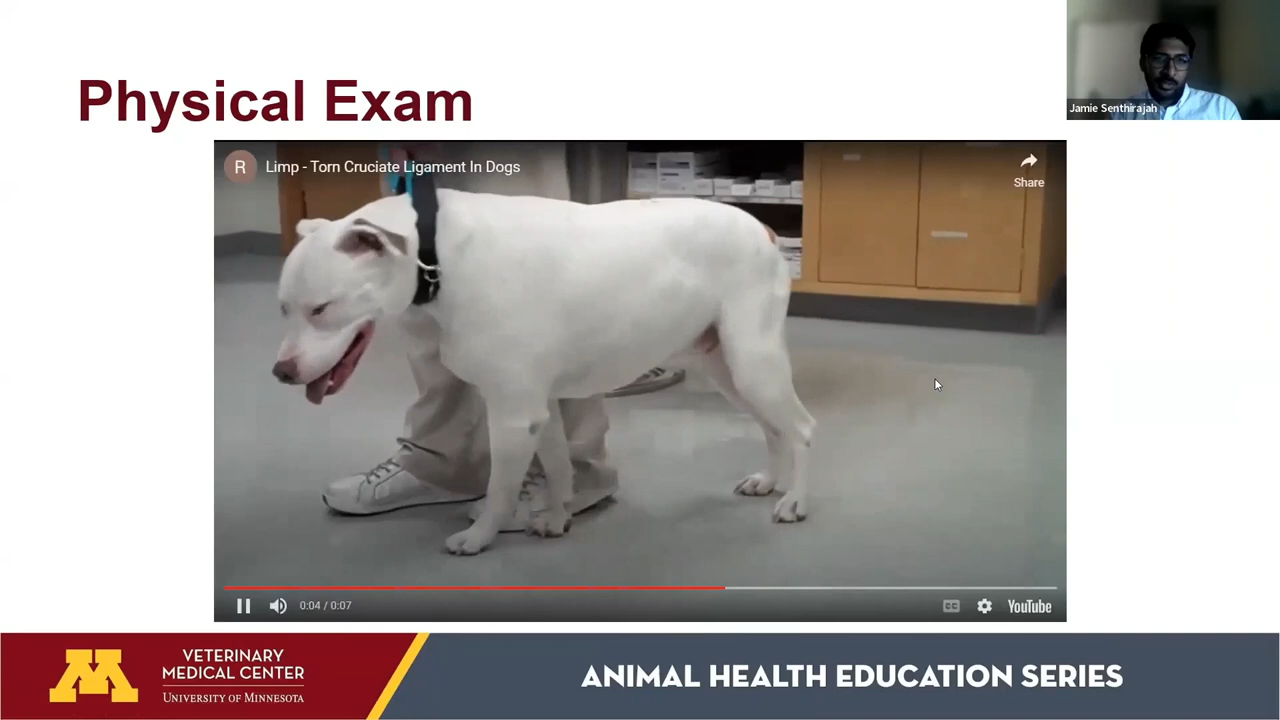 Jamie Senthirajah
Physical Exam
R
Limp - Torn Cruciate Ligament In Dogs
Share
0:04 / 0:07
CC
YouTube
M
VETERINARY
MEDICAL CENTER
UNIVERSITY OF MINNESOTA
ANIMAL HEALTH EDUCATION SERIES